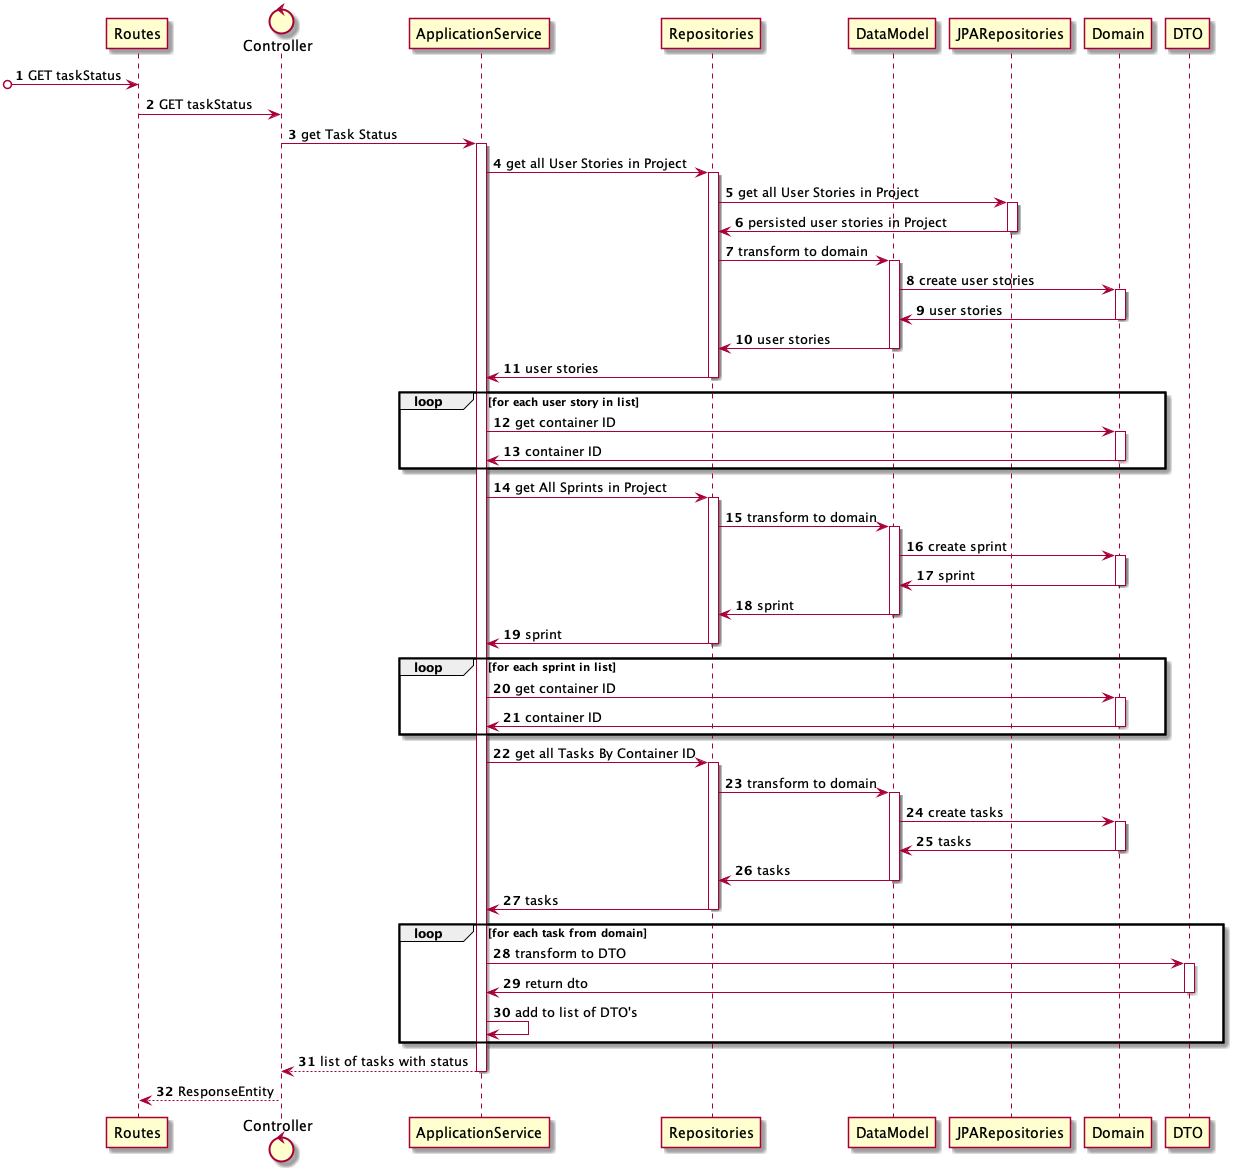 Routes
Controller
ApplicationService
Repositories
DataModel
JPARepositories
Domain
DTO
1 GET taskStatus
2 GET taskStatus
3 get Task Status
4 get all User Stories in Project
5 get all User Stories in Project
6 persisted user stories in Project
7 transform to domain
8 create user stories
9 user stories
10 user stories
11 user stories
loop [for each user story in list]
12 get container ID
13 container ID
14 get All Sprints in Project
15 transform to domain
16 create sprint
17 sprint
18 sprint
19 sprint
loop [for each sprint in list]
20 get container ID
21 container ID
22 get all Tasks By Container ID
23 transform to domain
24 create tasks
25 tasks
26 tasks
27 tasks
loop [for each task from domain]
28 transform to DTO
29 return dto
30 add to list of DTO's
31 list of tasks with status
32 ResponseEntity
Routes
Controller
ApplicationService
Repositories
DataModel
JPARepositories
Domain
DTO